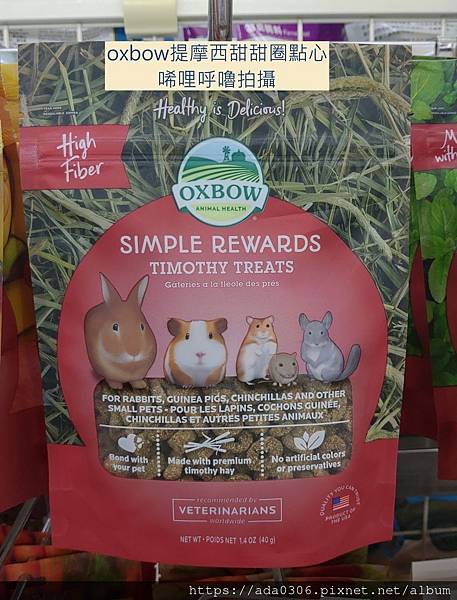 oxbow提摩西甜甜圈點心
唏哩呼嚕拍攝
Healthy is Delicious!
High
Fiber
OXBOW
ANIMAL HEALTH
SIMPLE REWARDS
TIMOTHY TREATS
Gâteries à la fléole des prés
FOR RABBITS, GUINEA PIGS, CHINCHILLAS AND OTHER
SMALL PETS • POUR LES LAPINS, COCHONS GUINÉE,
CHINCHILLAS ET AUTRES PETITES ANIMAUX
Bond with
your pet
Made with premium
timothy hay
No artificial colors
or preservatives
recommended by
VETERINARIANS
worldwide
QUALITY YOU CAN TRUST
PRODUCT OF
THE USA
NET WT • POIDS NET 1.4 OZ (40 g)
https://ada0306.pixnet.net/album